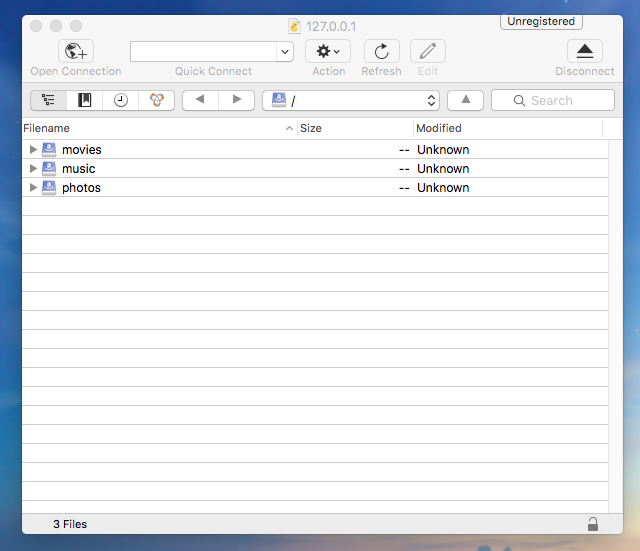 127.0.0.1
Unregistered
Open Connection
Quick Connect
Action
Refresh
Edit
Disconnect
/
Search
Filename Size Modified
movies -- Unknown
music -- Unknown
photos -- Unknown
3 Files